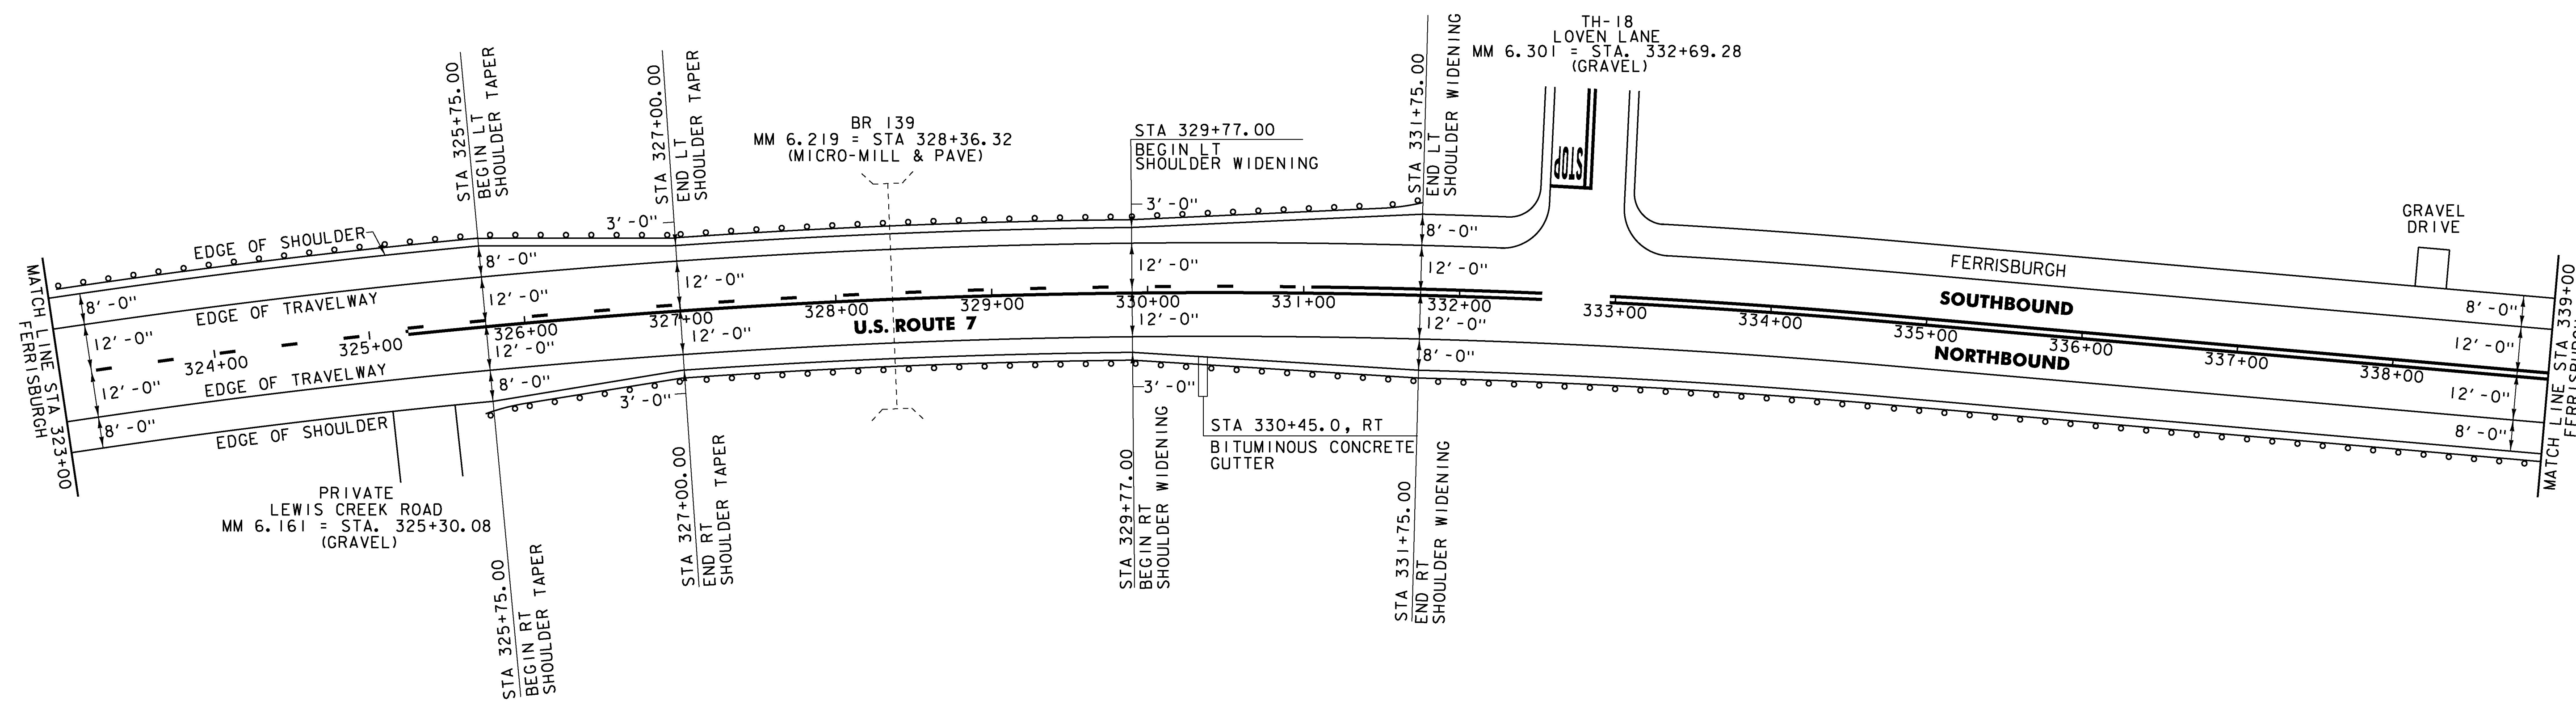 TH-18
LOVEN LANE
MM 6.301 = STA. 332+69.28
(GRAVEL)
STA 325+75.00
BEGIN LT
SHOULDER TAPER
STA 327+00.00
END LT
SHOULDER TAPER
BR 139
MM 6.219 = STA 328+36.32
(MICRO-MILL & PAVE)
STA 329+77.00
BEGIN LT
SHOULDER WIDENING
STA 331+75.00
END LT
SHOULDER WIDENING
STOP
GRAVEL
DRIVE
EDGE OF SHOULDER
3'-0"
3'-0"
8'-0"
8'-0"
FERRISBURGH
MATCH LINE STA 323+00
FERRISBURGH
8'-0"
EDGE OF TRAVELWAY
12'-0"
12'-0"
12'-0"
12'-0"
SOUTHBOUND
8'-0"
12'-0"
324+00
325+00
326+00
327+00
328+00
329+00
330+00
331+00
332+00
333+00
334+00
335+00
336+00
337+00
338+00
U.S. ROUTE 7
12'-0"
12'-0"
EDGE OF TRAVELWAY
12'-0"
12'-0"
12'-0"
12'-0"
NORTHBOUND
12'-0"
8'-0"
EDGE OF SHOULDER
8'-0"
3'-0"
3'-0"
8'-0"
8'-0"
MATCH LINE STA 339+00
STA 330+45.0, RT
BITUMINOUS CONCRETE
GUTTER
PRIVATE
LEWIS CREEK ROAD
MM 6.161 = STA. 325+30.08
(GRAVEL)
STA 325+75.00
BEGIN RT
SHOULDER TAPER
STA 327+00.00
END RT
SHOULDER TAPER
STA 329+77.00
BEGIN RT
SHOULDER WIDENING
STA 331+75.00
END RT
SHOULDER WIDENING